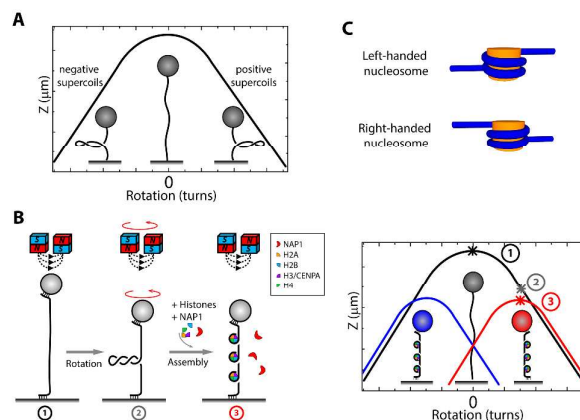 A
Z (μm)
negative
supercoils
positive
supercoils
0
Rotation (turns)
B
S N
N S
N S
S N
S N
N S
NAP1
H2A
H2B
H3/CENPA
H4
+ Histones
+ NAP1
Rotation
Assembly
1
2
3
C
Left-handed
nucleosome
Right-handed
nucleosome
Z (μm)
1
2
3
0
Rotation (turns)